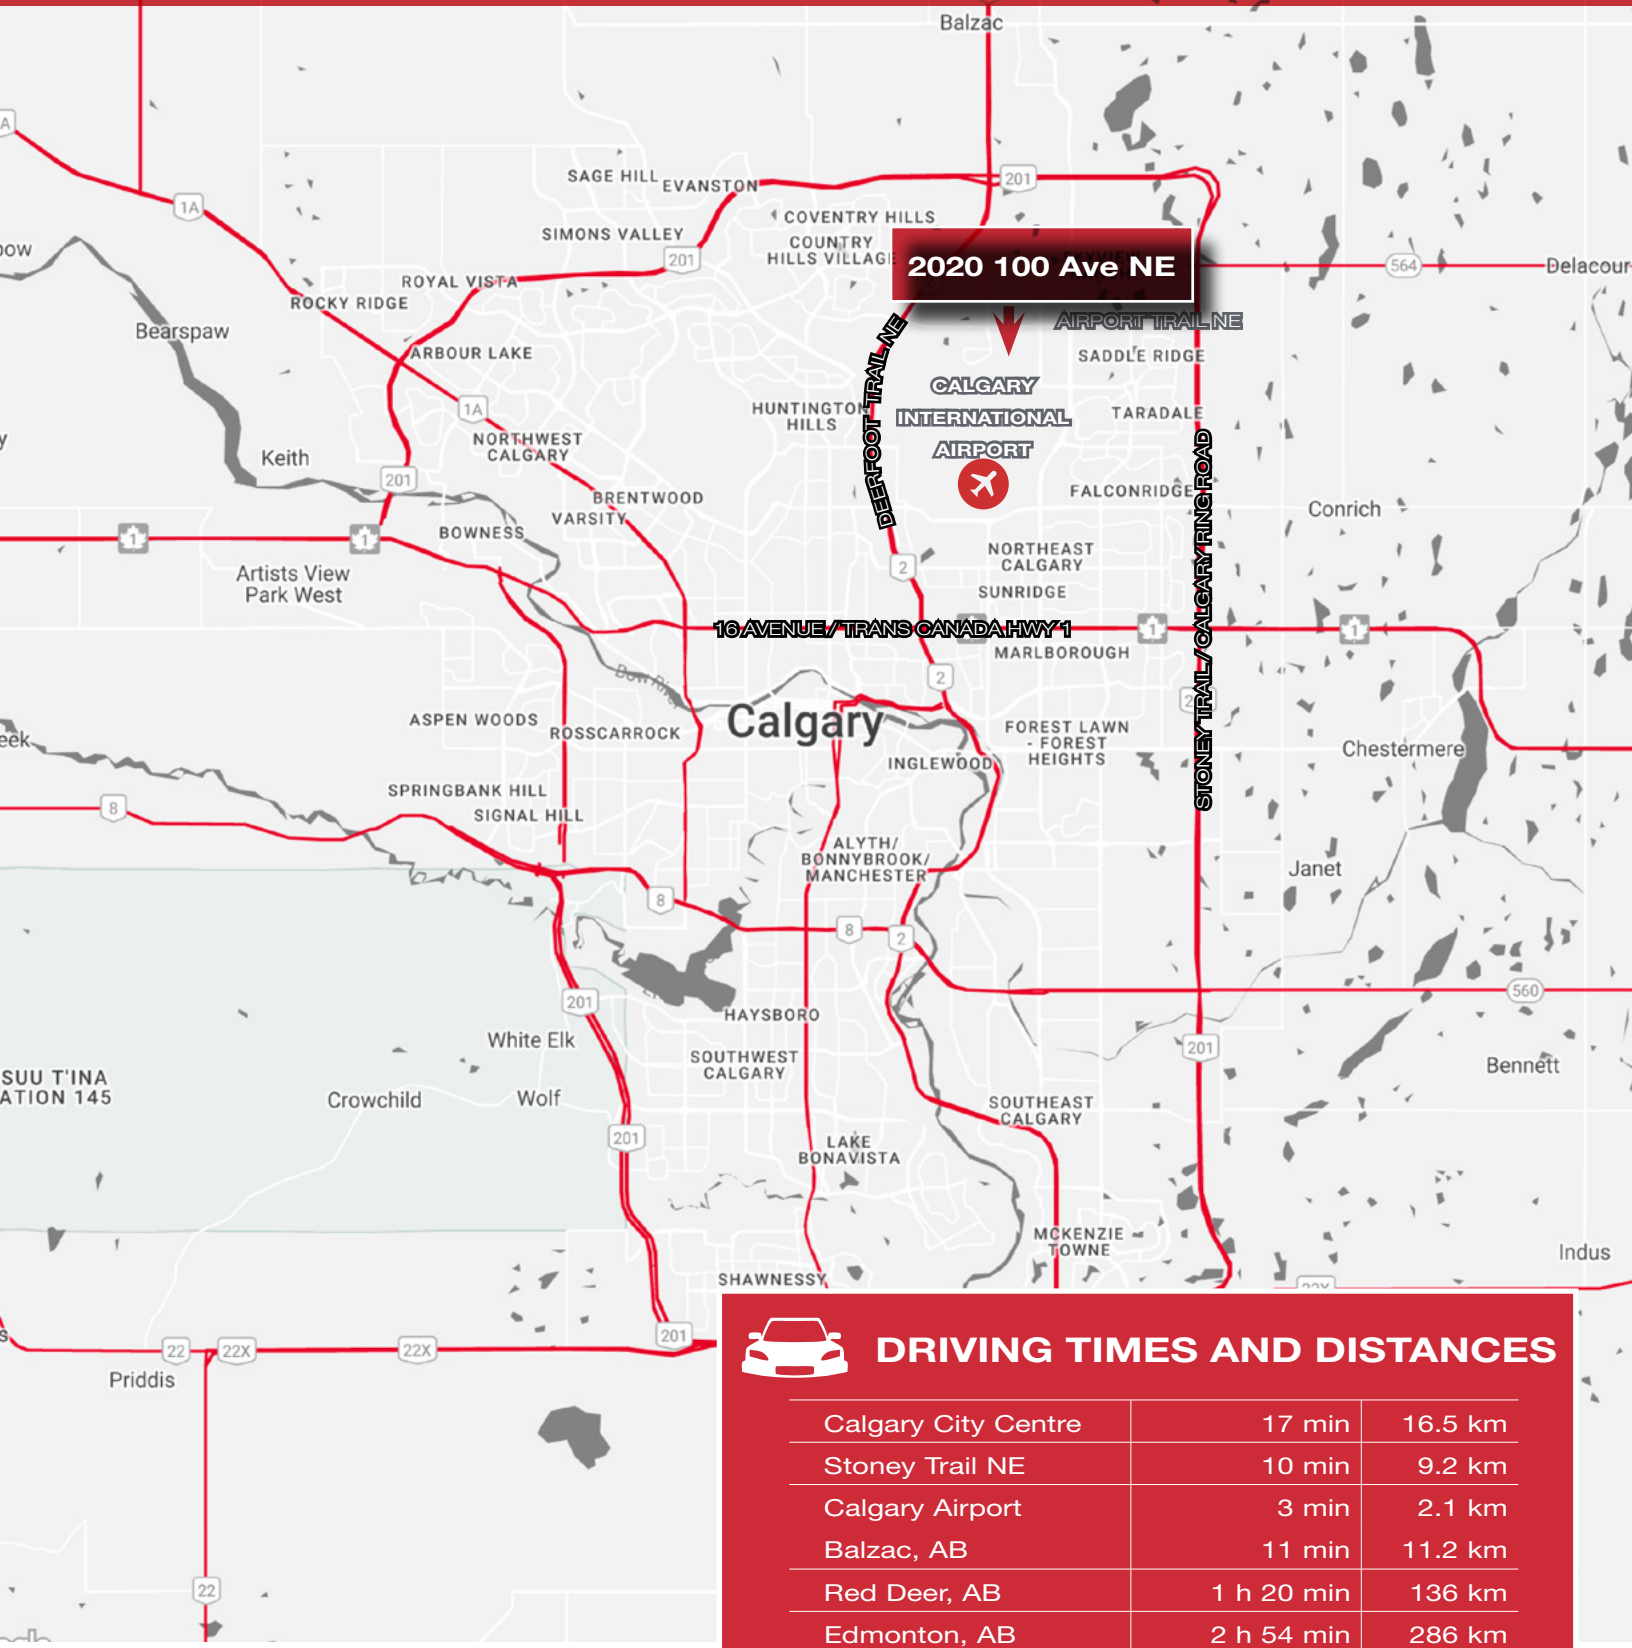 Balzac
A
SAGE HILL
EVANSTON
201
1A
COVENTRY HILLS
SIMONS VALLEY
COUNTRY
HILLS VILLAGE
201
2020 100 Ave NE
564
Delacour
ROYAL VISTA
ROCKY RIDGE
Bearspaw
AIRPORT TRAIL NE
DEERFOOT TRAIL NE
ARBOUR LAKE
SADDLE RIDGE
CALGARY
INTERNATIONAL
AIRPORT
1A
HUNTINGTON
HILLS
TARADALE
NORTHWEST
CALGARY
Keith
201
BRENTWOOD
VARSITY
FALCONRIDGE
STONEY TRAIL / CALGARY RING ROAD
Conrich
1
1
BOWNESS
NORTHEAST
CALGARY
2
Artists View
Park West
SUNRIDGE
16 AVENUE / TRANS CANADA HWY 1
1
1
MARLBOROUGH
Bow River
2
ASPEN WOODS
ROSSCARROCK
Calgary
FOREST LAWN
- FOREST
HEIGHTS
eek
Chestermere
INGLEWOOD
SPRINGBANK HILL
SIGNAL HILL
8
ALYTH/
BONNYBROOK/
MANCHESTER
Janet
8
8
2
560
201
HAYSBORO
White Elk
201
SOUTHWEST
CALGARY
Bennett
SUU T'INA
ATION 145
Crowchild
Wolf
SOUTHEAST
CALGARY
201
LAKE
BONAVISTA
MCKENZIE
TOWNE
Indus
SHAWNESSY
22X
201
22
22X
22X
Priddis
22
DRIVING TIMES AND DISTANCES
Calgary City Centre 17 min 16.5 km
Stoney Trail NE 10 min 9.2 km
Calgary Airport 3 min 2.1 km
Balzac, AB 11 min 11.2 km
Red Deer, AB 1 h 20 min 136 km
Edmonton, AB 2 h 54 min 286 km